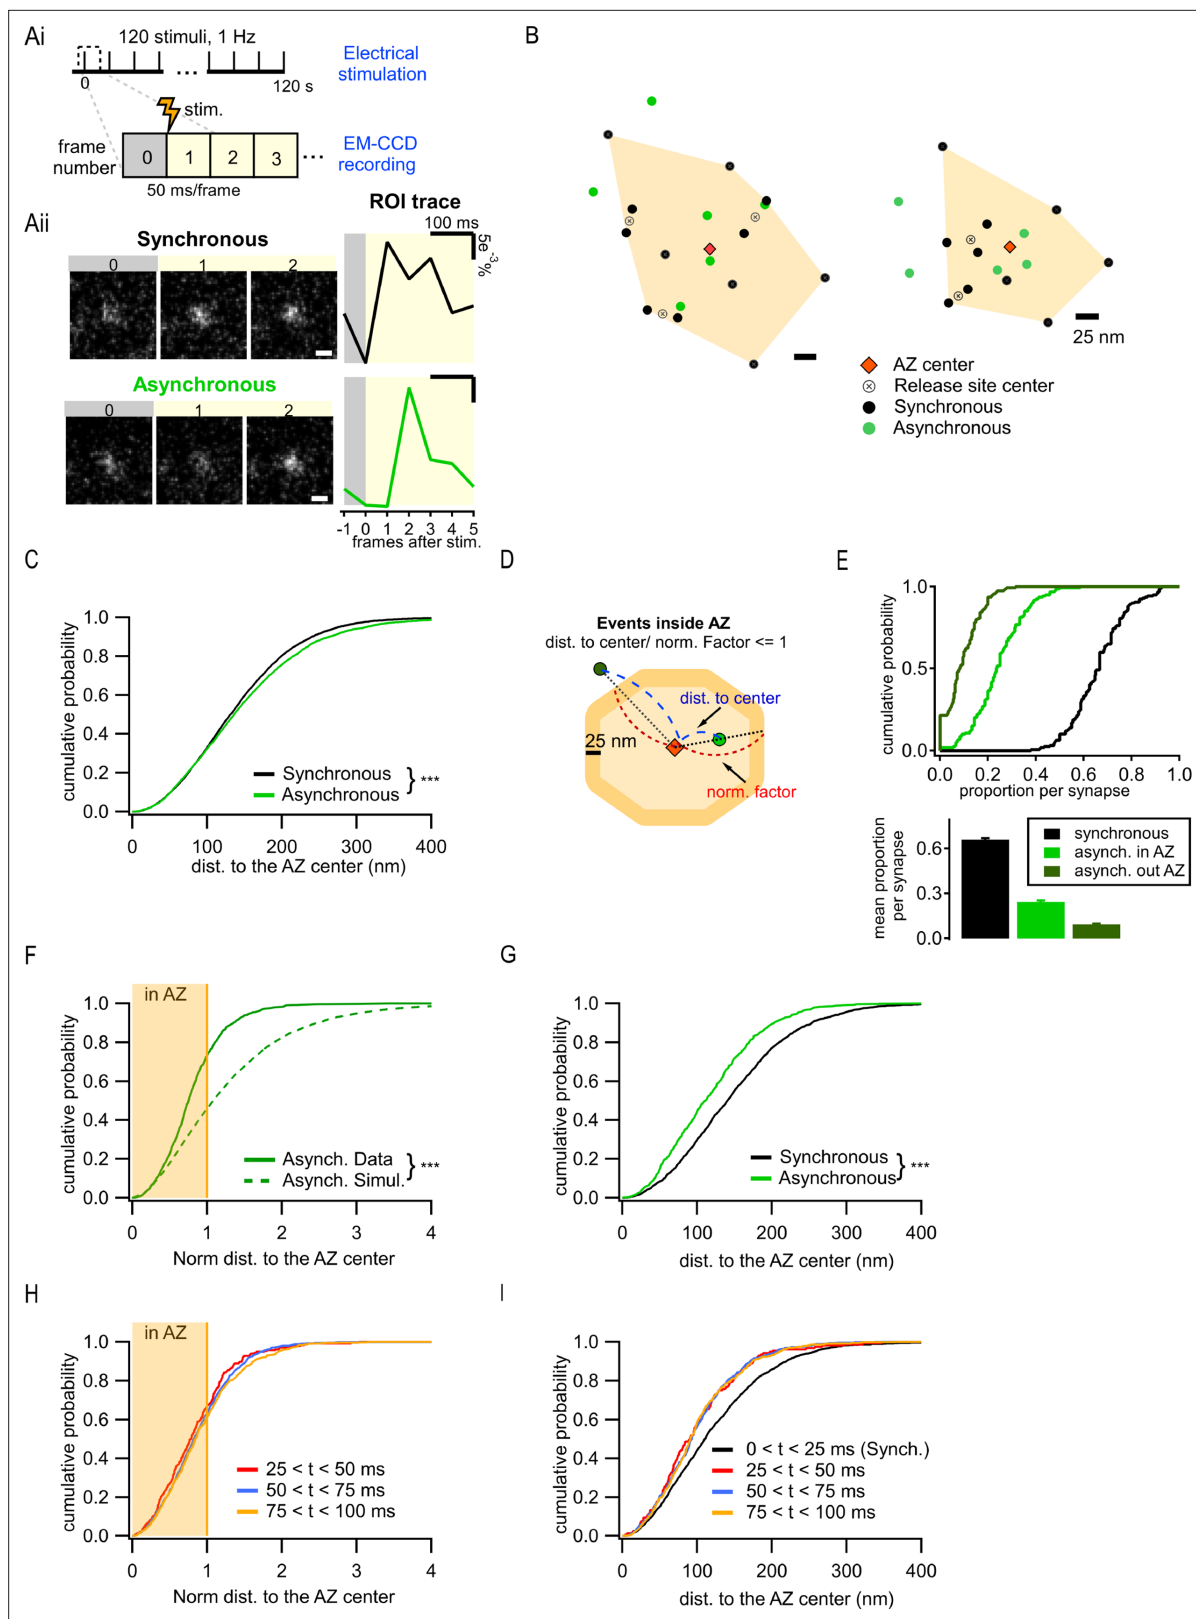 Ai
120 stimuli, 1 Hz
Electrical
stimulation
0
120 s
stim.
frame
number
0 1 2 3
EM-CCD
recording
50 ms/frame
Aii
Synchronous
0 1 2
Asynchronous
0 1 2
ROI trace
100 ms
5e-3%
-1 0 1 2 3 4 5
frames after stim.
B
25 nm
AZ center
Release site center
Synchronous
Asynchronous
C
cumulative probability
1.0
0.8
0.6
0.4
0.2
0.0
Synchronous
Asynchronous
***
0 100 200 300 400
dist. to the AZ center (nm)
D
Events inside AZ
dist. to center/ norm. Factor <= 1
dist. to center
25 nm
norm. factor
E
cumulative probability
1.0
0.5
0.0
0.0 0.2 0.4 0.6 0.8 1.0
proportion per synapse
mean proportion
per synapse
0.6
0.3
0.0
synchronous
asynch. in AZ
asynch. out AZ
F
cumulative probability
in AZ
1.0
0.8
0.6
0.4
0.2
0.0
Asynch. Data
Asynch. Simul.
***
0 1 2 3 4
Norm dist. to the AZ center
G
cumulative probability
1.0
0.8
0.6
0.4
0.2
0.0
Synchronous
Asynchronous
***
0 100 200 300 400
dist. to the AZ center (nm)
H
cumulative probability
in AZ
1.0
0.8
0.6
0.4
0.2
0.0
25 < t < 50 ms
50 < t < 75 ms
75 < t < 100 ms
0 1 2 3 4
Norm dist. to the AZ center
I
cumulative probability
1.0
0.8
0.6
0.4
0.2
0.0
0 < t < 25 ms (Synch.)
25 < t < 50 ms
50 < t < 75 ms
75 < t < 100 ms
0 100 200 300 400
dist. to the AZ center (nm)